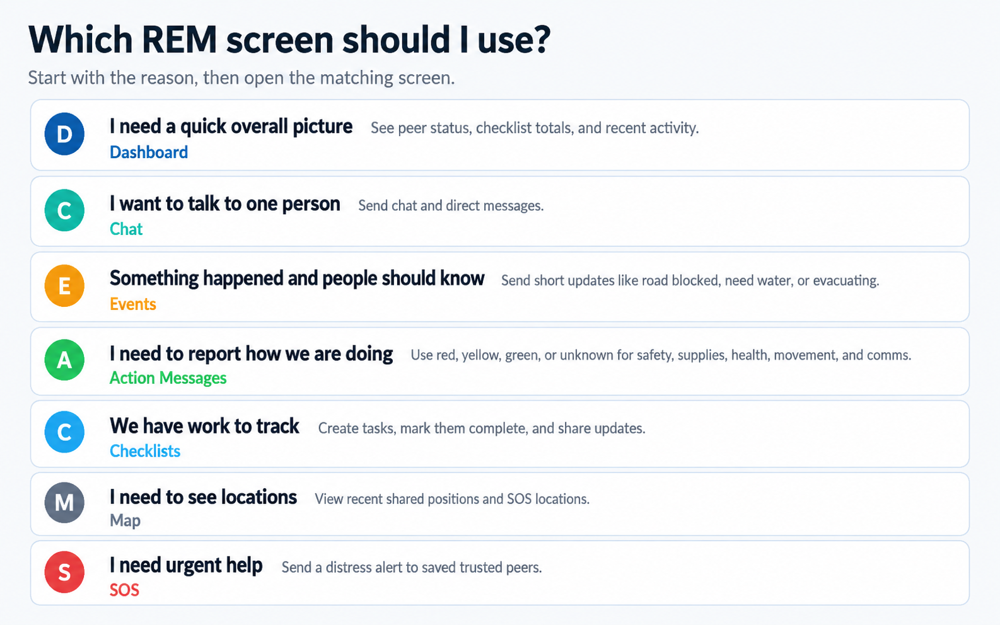 Which REM screen should I use?
Start with the reason, then open the matching screen.
D
I need a quick overall picture See peer status, checklist totals, and recent activity.
Dashboard
C
I want to talk to one person Send chat and direct messages.
Chat
E
Something happened and people should know Send short updates like road blocked, need water, or evacuating.
Events
A
I need to report how we are doing Use red, yellow, green, or unknown for safety, supplies, health, movement, and comms.
Action Messages
C
We have work to track Create tasks, mark them complete, and share updates.
Checklists
M
I need to see locations View recent shared positions and SOS locations.
Map
S
I need urgent help Send a distress alert to saved trusted peers.
SOS